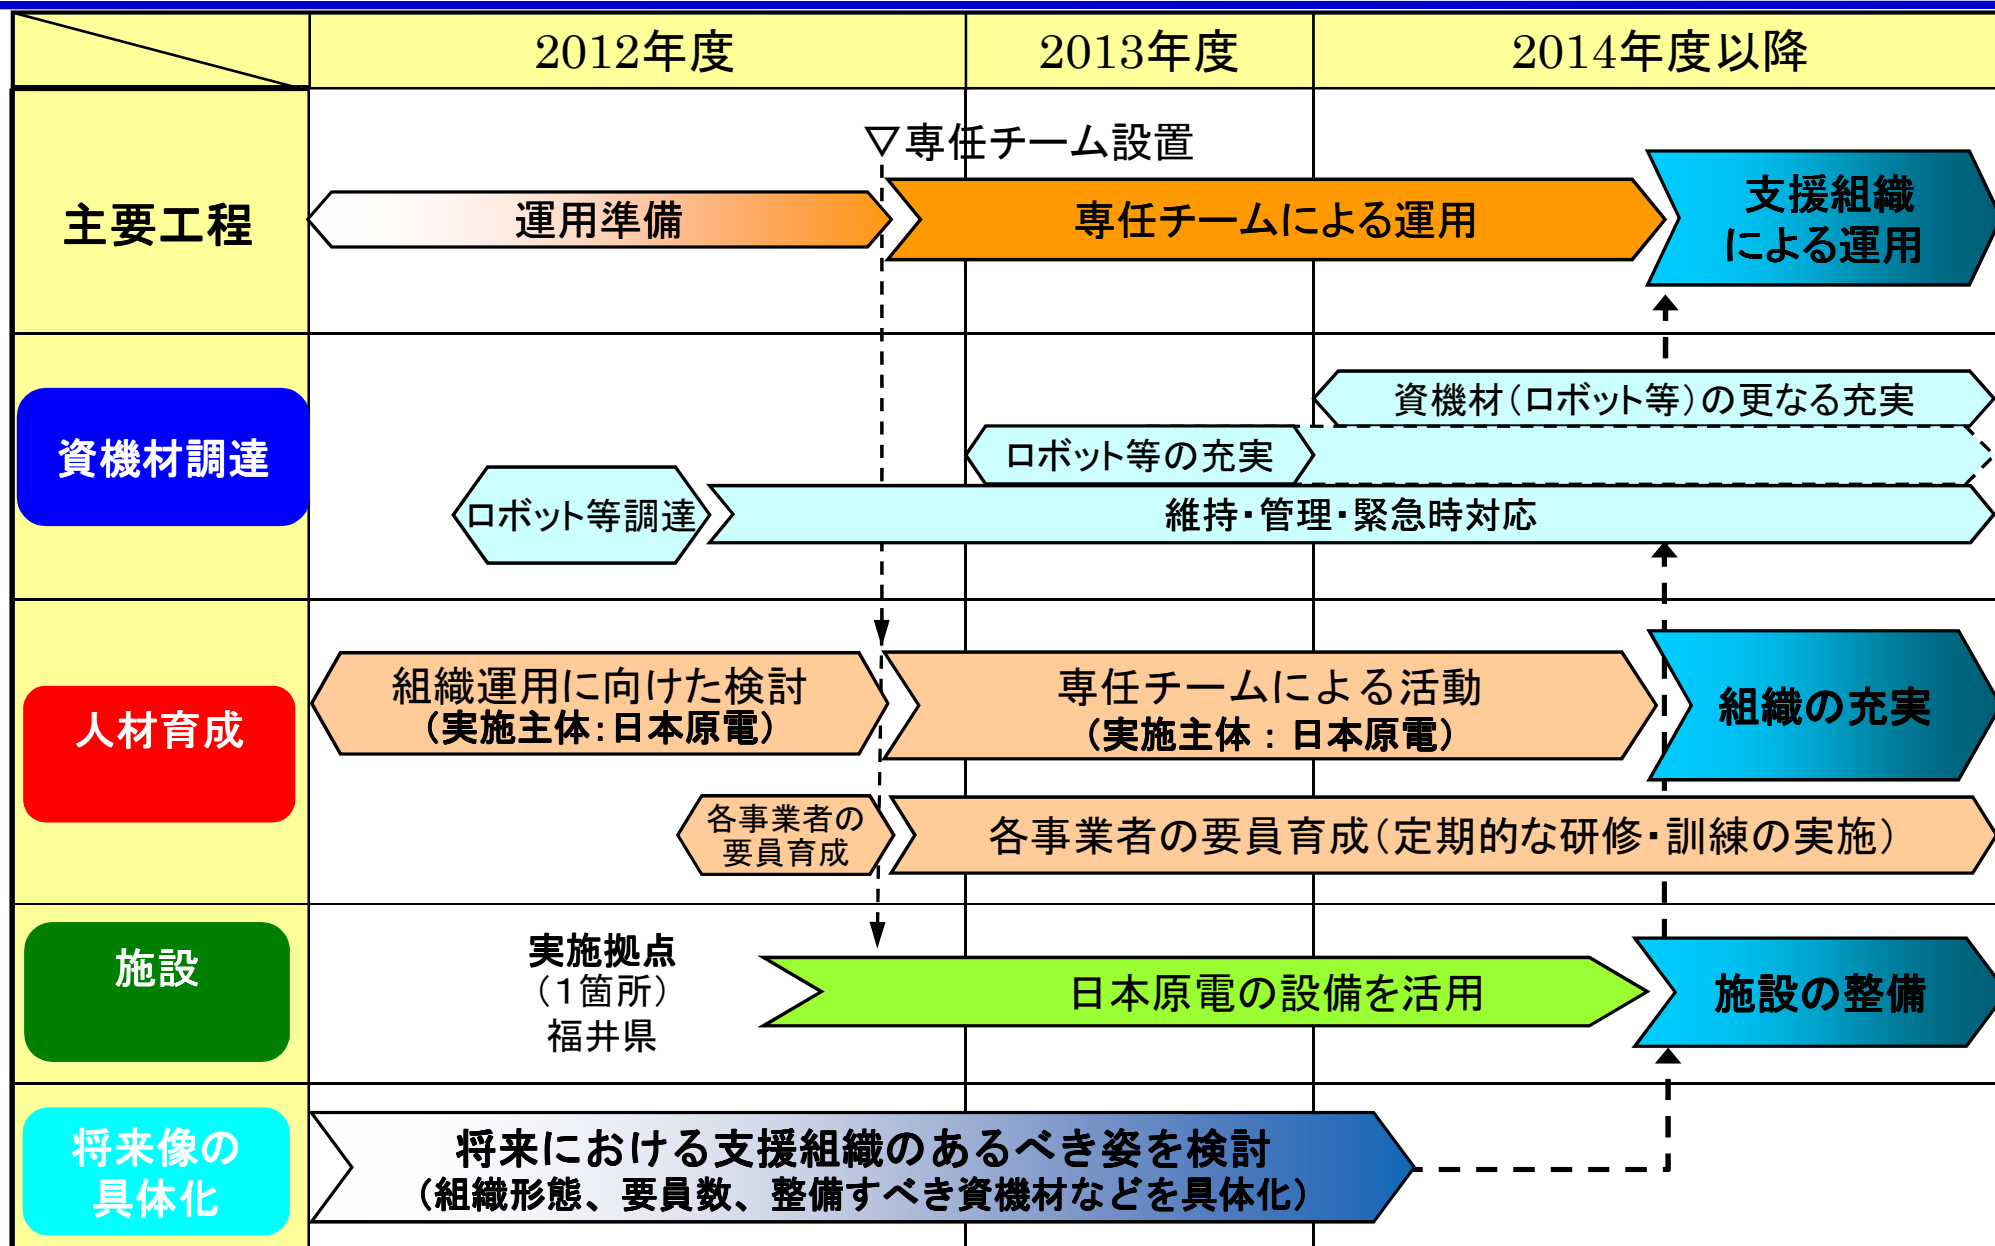 2012年度
2013年度
2014年度以降
主要工程
▽専任チーム設置
運用準備
専任チームによる運用
支援組織
による運用
資機材調達
資機材（ロボット等）の更なる充実
ロボット等の充実
ロボット等調達
維持・管理・緊急時対応
人材育成
組織運用に向けた検討
（実施主体：日本原電）
専任チームによる活動
（実施主体：日本原電）
組織の充実
各事業者の
要員育成
各事業者の要員育成（定期的な研修・訓練の実施）
施設
実施拠点
（1箇所）
福井県
日本原電の設備を活用
施設の整備
将来像の
具体化
将来における支援組織のあるべき姿を検討
（組織形態、要員数、整備すべき資機材などを具体化）